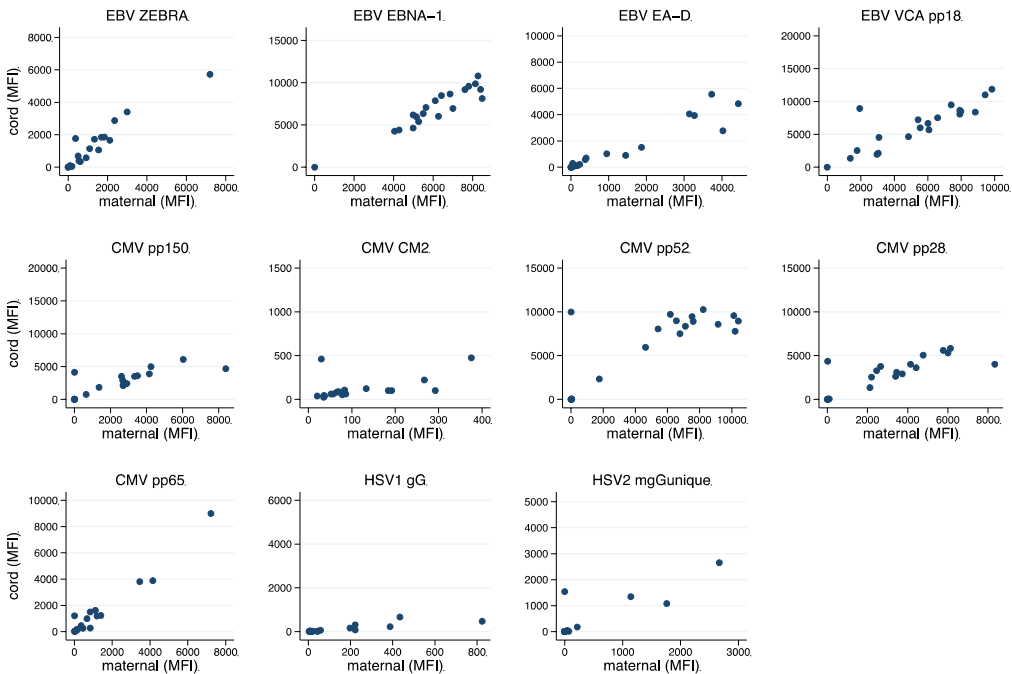 EBV ZEBRA. EBV EBNA−1. EBV EA−D. EBV VCA pp18.
8000. 15000. 10000. 20000.
8000. 15000.
6000.
10000. 6000.
4000. 10000.
4000.
5000.
2000. 5000.
2000.
0. 0. 0. 0.
cord (MFI).
0. 2000. 4000. 6000. 8000. 0. 2000. 4000. 6000. 8000. 0. 1000. 2000. 3000. 4000. 0. 2000. 4000. 6000. 8000. 10000.
maternal (MFI). maternal (MFI). maternal (MFI). maternal (MFI).
CMV pp150. CMV CM2. CMV pp52. CMV pp28.
20000. 1500. 15000. 15000.
15000.
1000. 10000. 10000.
10000.
500. 5000. 5000.
5000.
0. 0. 0. 0.
cord (MFI).
0. 2000. 4000. 6000. 8000. 0. 100. 200. 300. 400. 0. 2000. 4000. 6000. 8000. 10000. 0. 2000. 4000. 6000. 8000.
maternal (MFI). maternal (MFI). maternal (MFI). maternal (MFI).
CMV pp65. HSV1 gG. HSV2 mgGunique.
10000. 6000. 5000.
8000. 4000.
6000. 4000. 3000.
4000. 2000. 2000.
2000. 1000.
0. 0. 0.
cord (MFI).
0. 2000. 4000. 6000. 8000. 0. 200. 400. 600. 800. 0. 1000. 2000. 3000.
maternal (MFI). maternal (MFI). maternal (MFI).